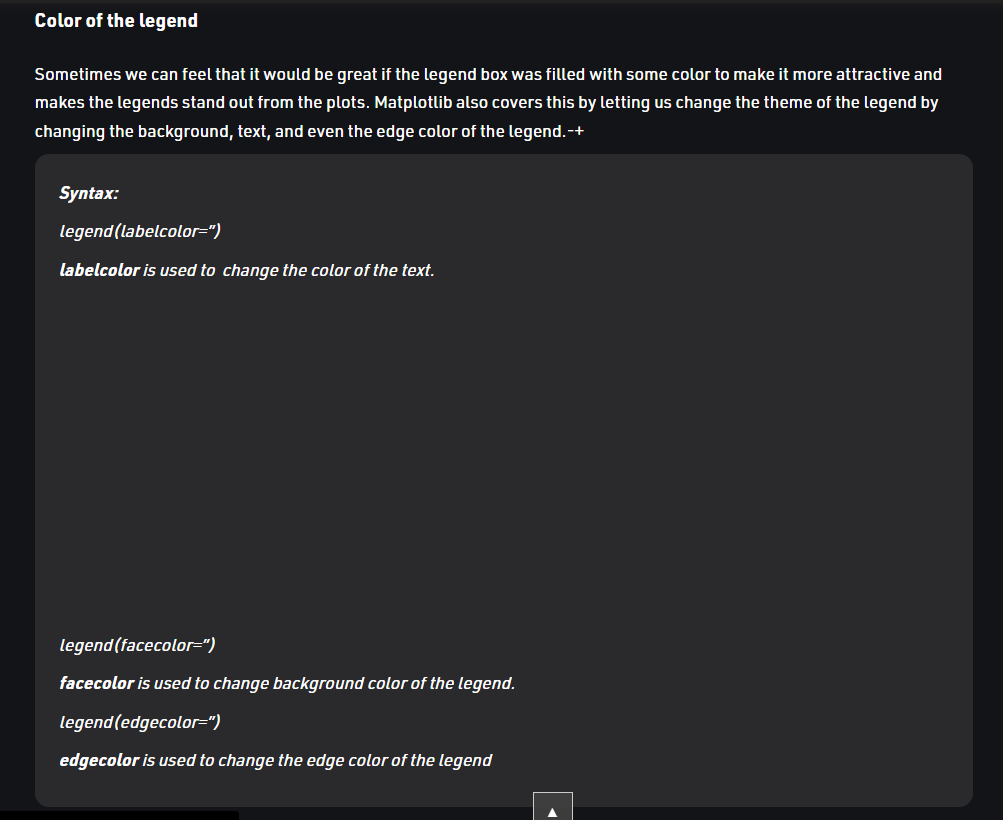 Color of the legend
Sometimes we can feel that it would be great if the legend box was filled with some color to make it more attractive and
makes the legends stand out from the plots. Matplotlib also covers this by letting us change the theme of the legend by
changing the background, text, and even the edge color of the legend.-+
Syntax:
legend(labelcolor=”)
labelcolor is used to  change the color of the text.
legend(facecolor=”)
facecolor is used to change background color of the legend.
legend(edgecolor=”)
edgecolor is used to change the edge color of the legend